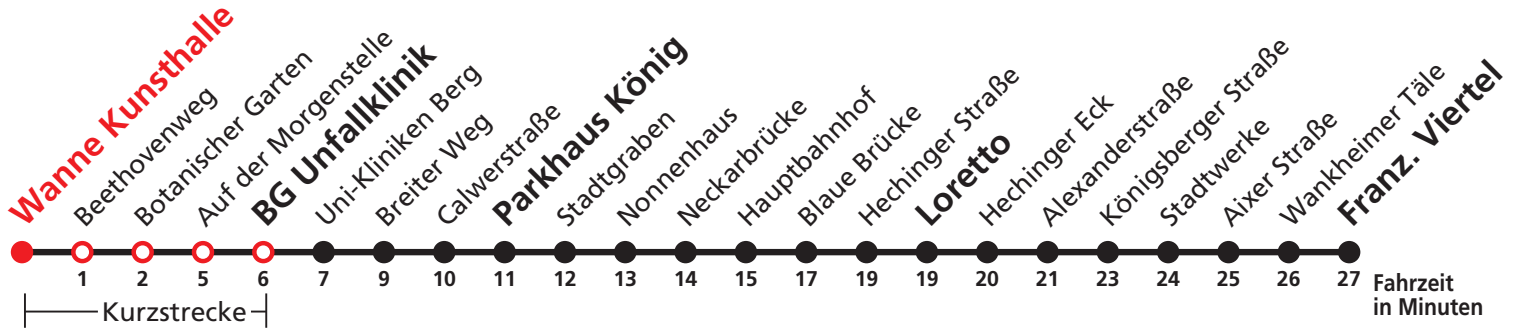 Wanne Kunsthalle
Beethovenweg
Botanischer Garten
Auf der Morgenstelle
BG Unfallklinik
Uni-Kliniken Berg
Breiter Weg
Calwerstraße
Parkhaus König
Stadtgraben
Nonnenhaus
Neckarbrücke
Hauptbahnhof
Blaue Brücke
Hechinger Straße
Loretto
Hechinger Eck
Alexanderstraße
Königsberger Straße
Stadtwerke
Aixer Straße
Wankheimer Täle
Franz. Viertel
1 2 5 6 7 9 10 11 12 13 14 15 17 19 19 20 21 23 24 25 26 27
Fahrzeit
in Minuten
Kurzstrecke